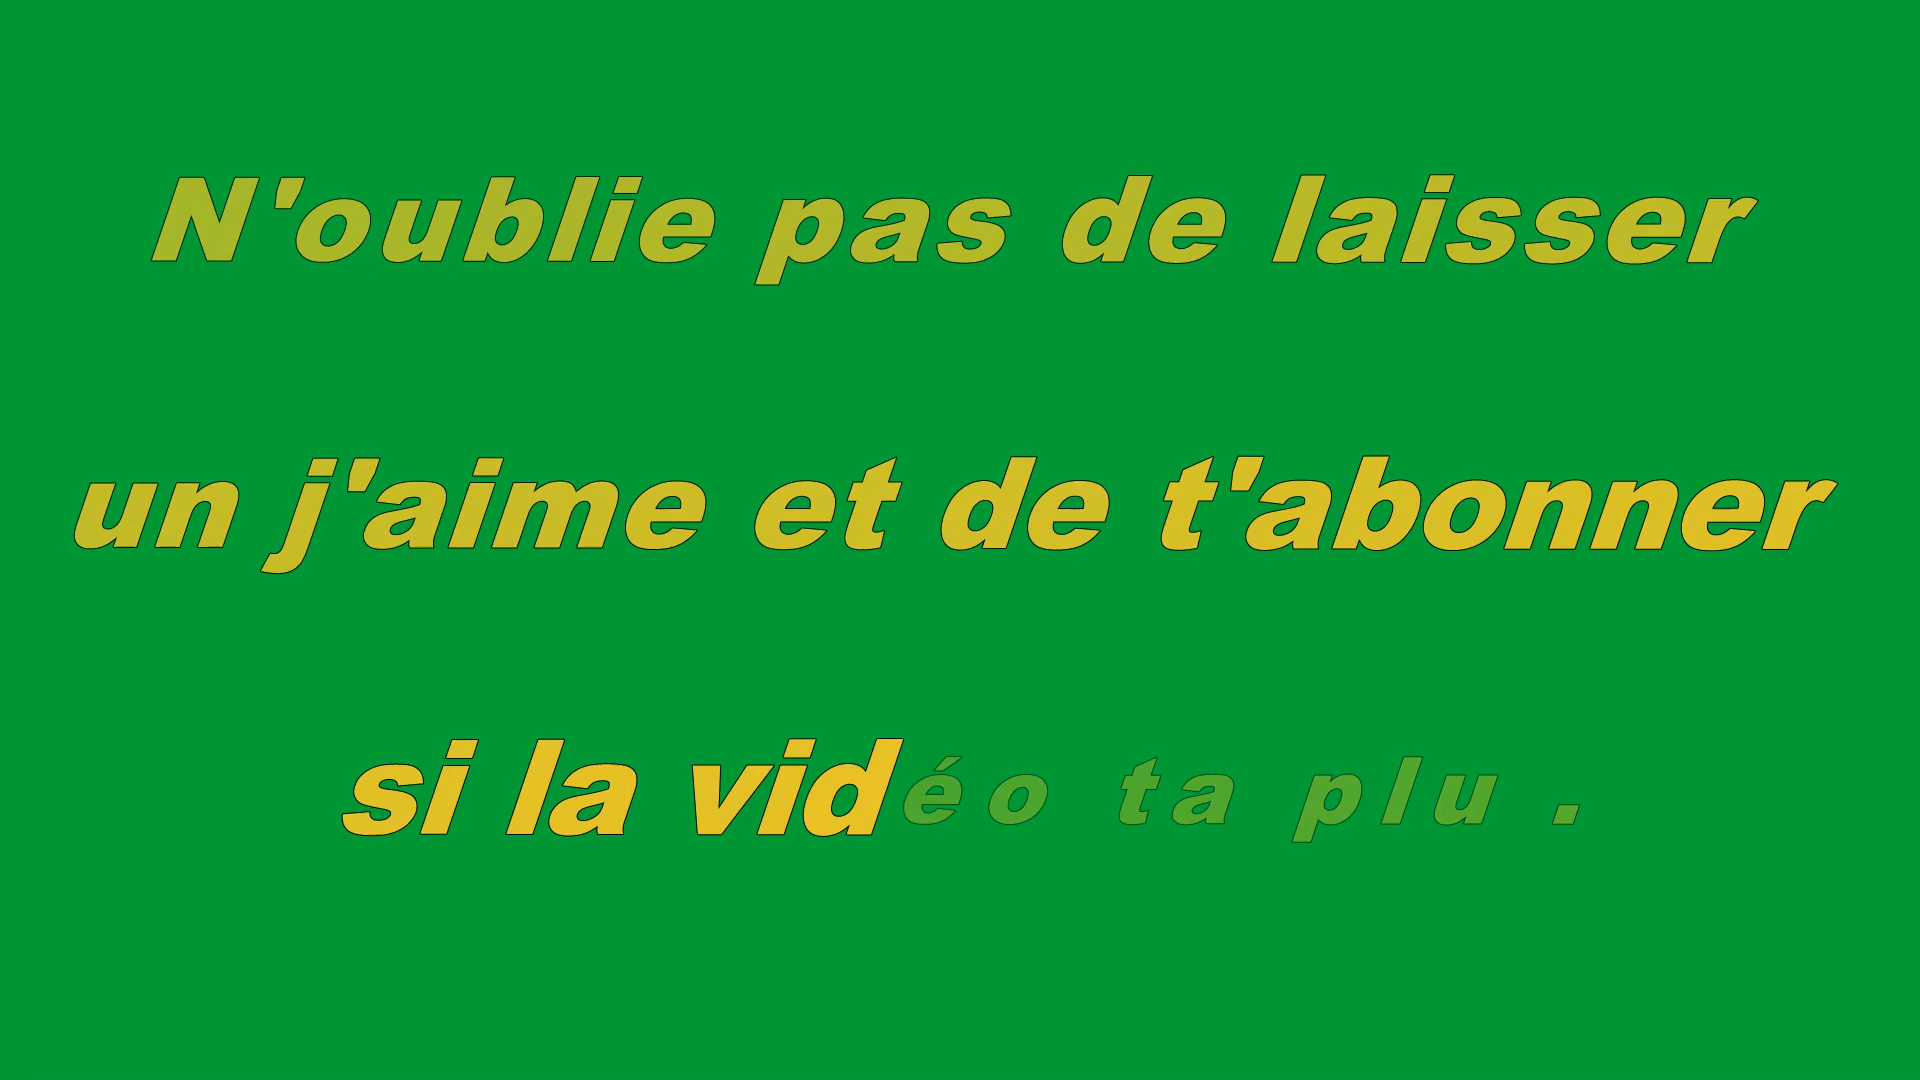 N'oublie pas de laisser
un j'aime et de t'abonner
si la vidéo ta plu .